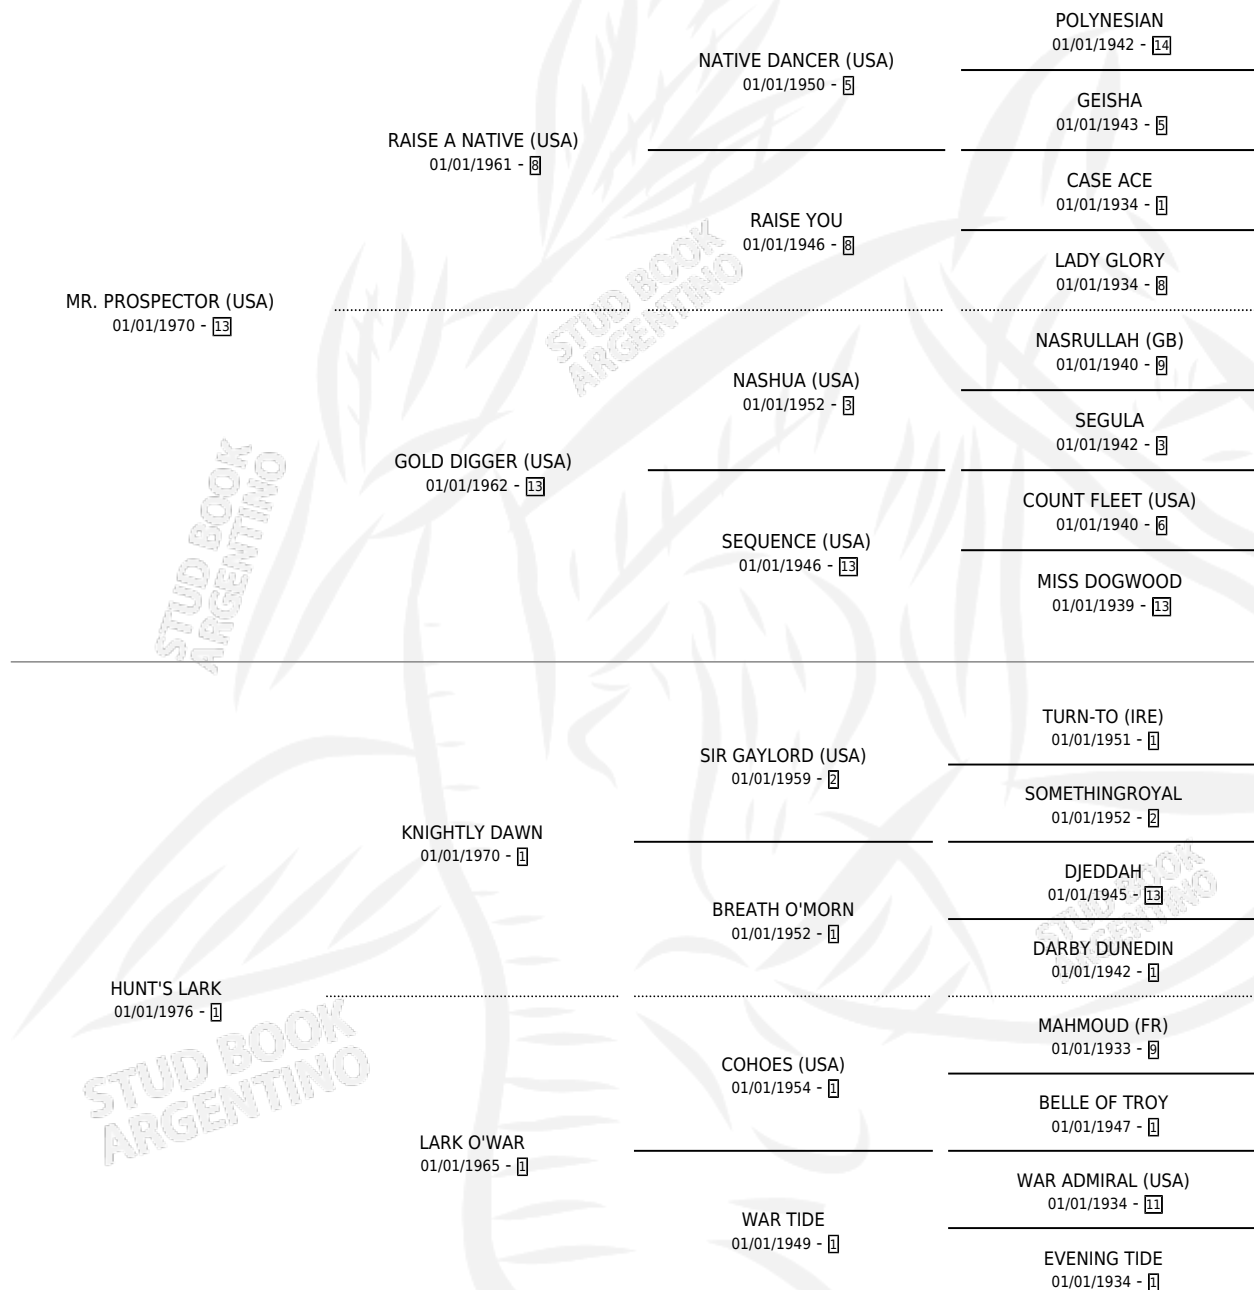 POLYNESIAN
01/01/1942 - 14
NATIVE DANCER (USA)
01/01/1950 - 5
GEISHA
01/01/1943 - 5
RAISE A NATIVE (USA)
01/01/1961 - 8
CASE ACE
01/01/1934 - 1
RAISE YOU
01/01/1946 - 8
LADY GLORY
01/01/1934 - 8
MR. PROSPECTOR (USA)
01/01/1970 - 13
NASRULLAH (GB)
01/01/1940 - 9
NASHUA (USA)
01/01/1952 - 3
SEGULA
01/01/1942 - 3
GOLD DIGGER (USA)
01/01/1962 - 13
COUNT FLEET (USA)
01/01/1940 - 6
SEQUENCE (USA)
01/01/1946 - 13
MISS DOGWOOD
01/01/1939 - 13
STUD BOOK
ARGENTINO
STUD BOOK
ARGENTINO
TURN-TO (IRE)
01/01/1951 - 1
SIR GAYLORD (USA)
01/01/1959 - 2
SOMETHINGROYAL
01/01/1952 - 2
KNIGHTLY DAWN
01/01/1970 - 1
DJEDDAH
01/01/1945 - 13
BREATH O'MORN
01/01/1952 - 1
DARBY DUNEDIN
01/01/1942 - 1
HUNT'S LARK
01/01/1976 - 1
MAHMOUD (FR)
01/01/1933 - 9
COHOES (USA)
01/01/1954 - 1
BELLE OF TROY
01/01/1947 - 1
LARK O'WAR
01/01/1965 - 1
WAR ADMIRAL (USA)
01/01/1934 - 11
WAR TIDE
01/01/1949 - 1
EVENING TIDE
01/01/1934 - 1
STUD BOOK
ARGENTINO
STUD BOOK
ARGENTINO